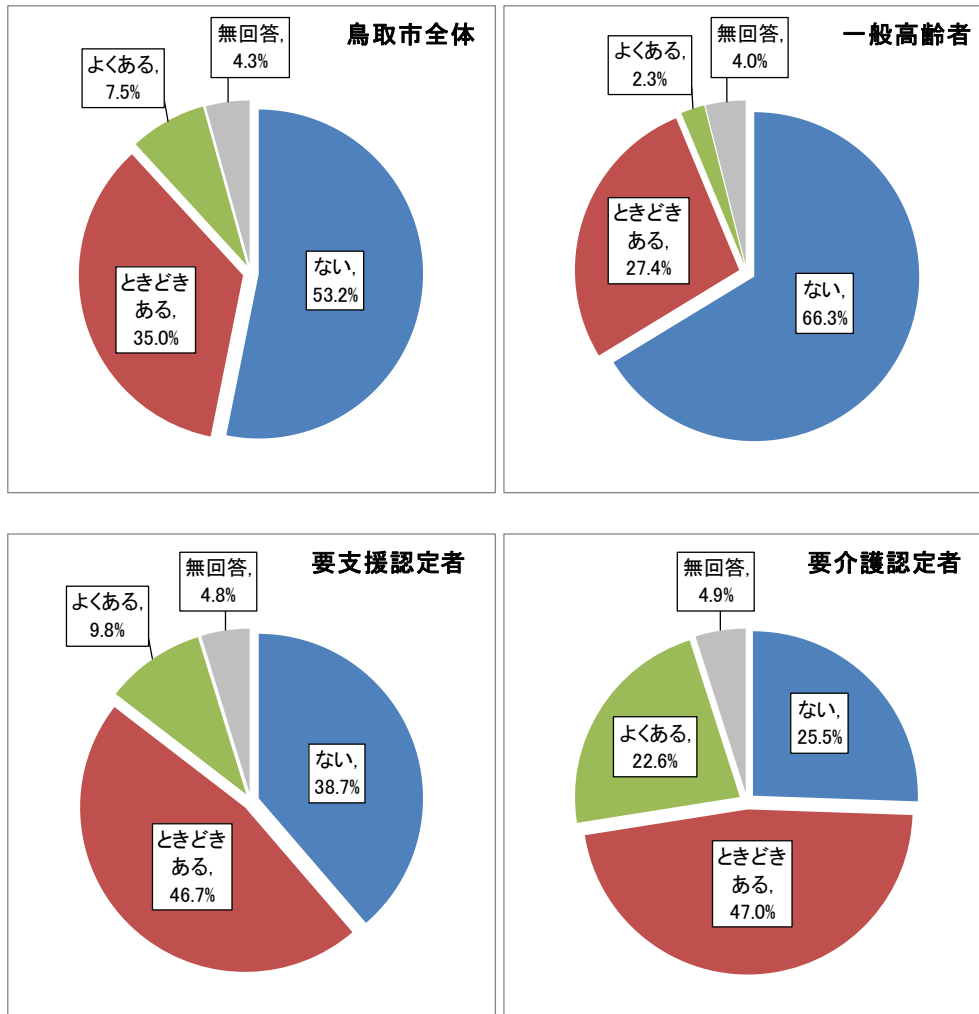 鳥取市全体
無回答,
4.3%
よくある,
7.5%
ときどき
ある,
35.0%
ない,
53.2%
一般高齢者
無回答,
4.0%
よくある,
2.3%
ときどき
ある,
27.4%
ない,
66.3%
要支援認定者
無回答,
4.8%
よくある,
9.8%
ない,
38.7%
ときどき
ある,
46.7%
要介護認定者
無回答,
4.9%
ない,
25.5%
よくある,
22.6%
ときどき
ある,
47.0%